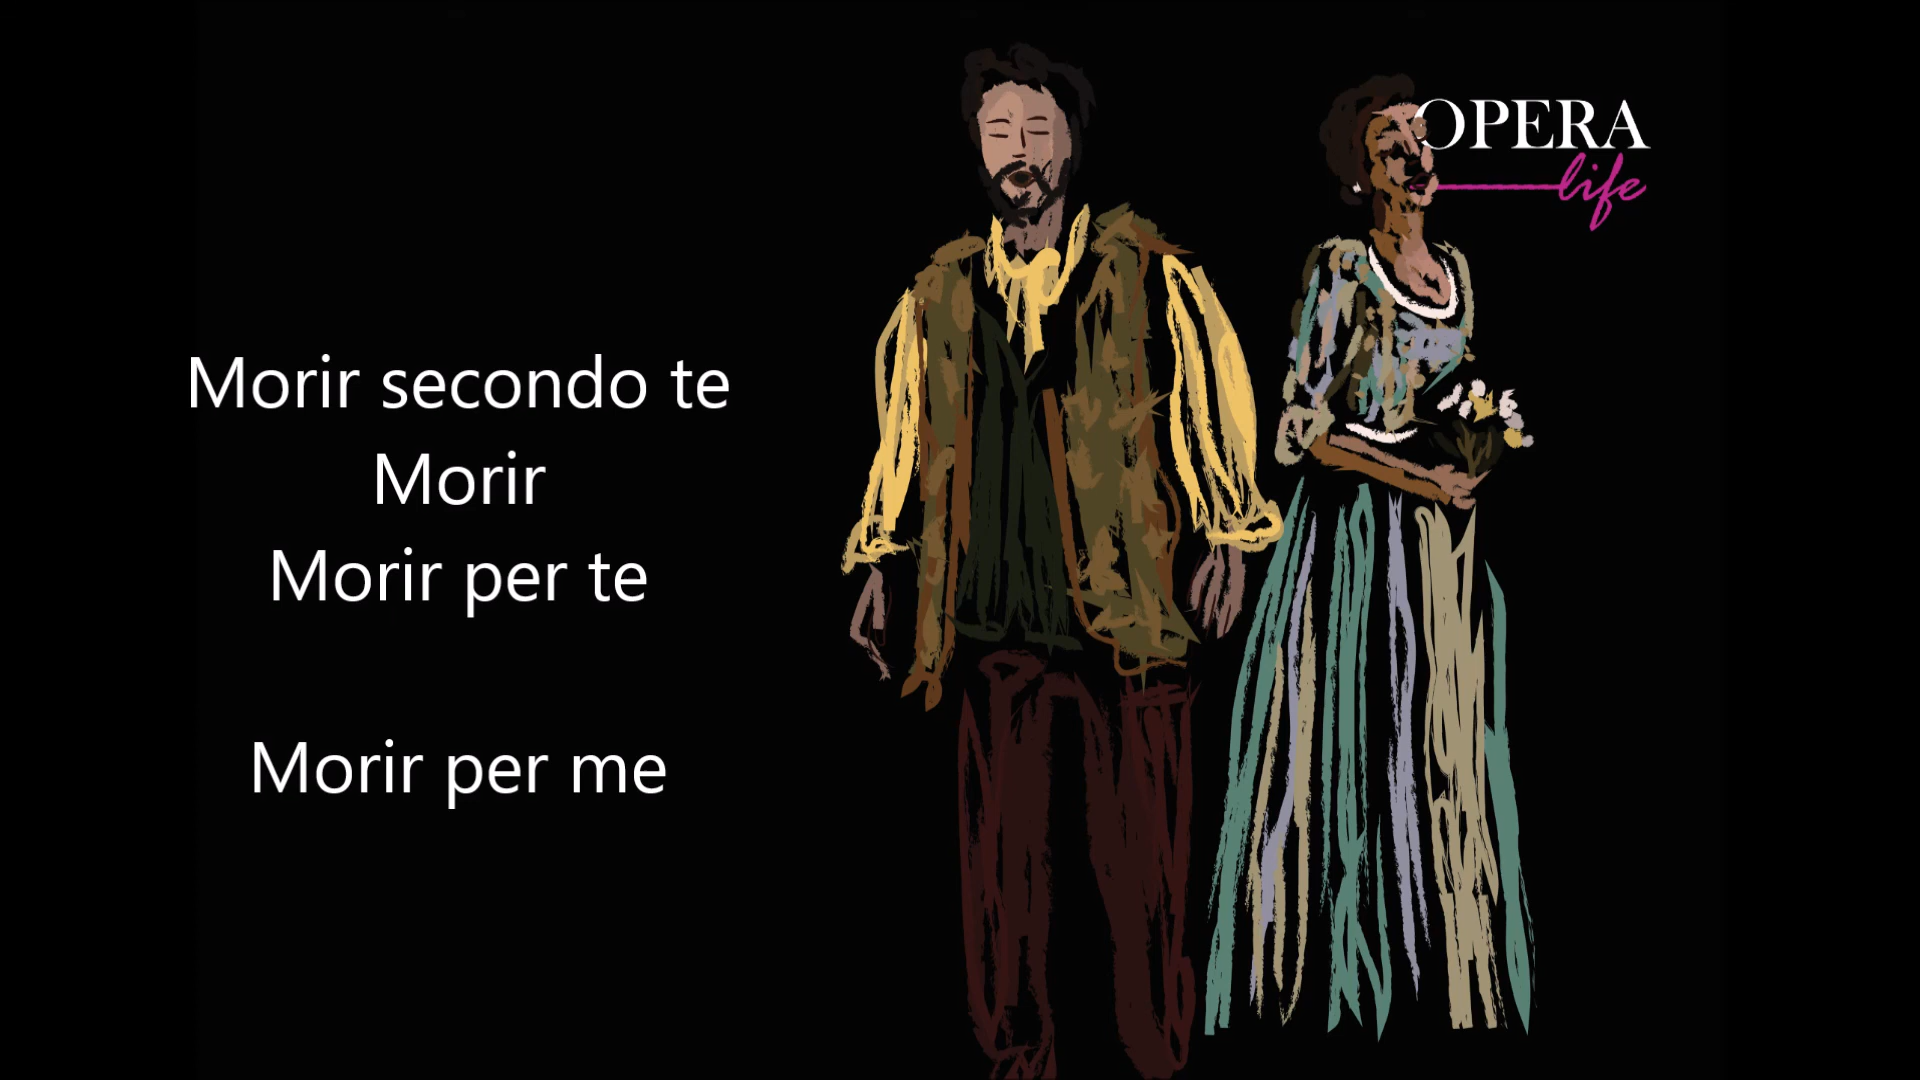 Morir secondo te
Morir
Morir per te
Morir per me
OPERA
life